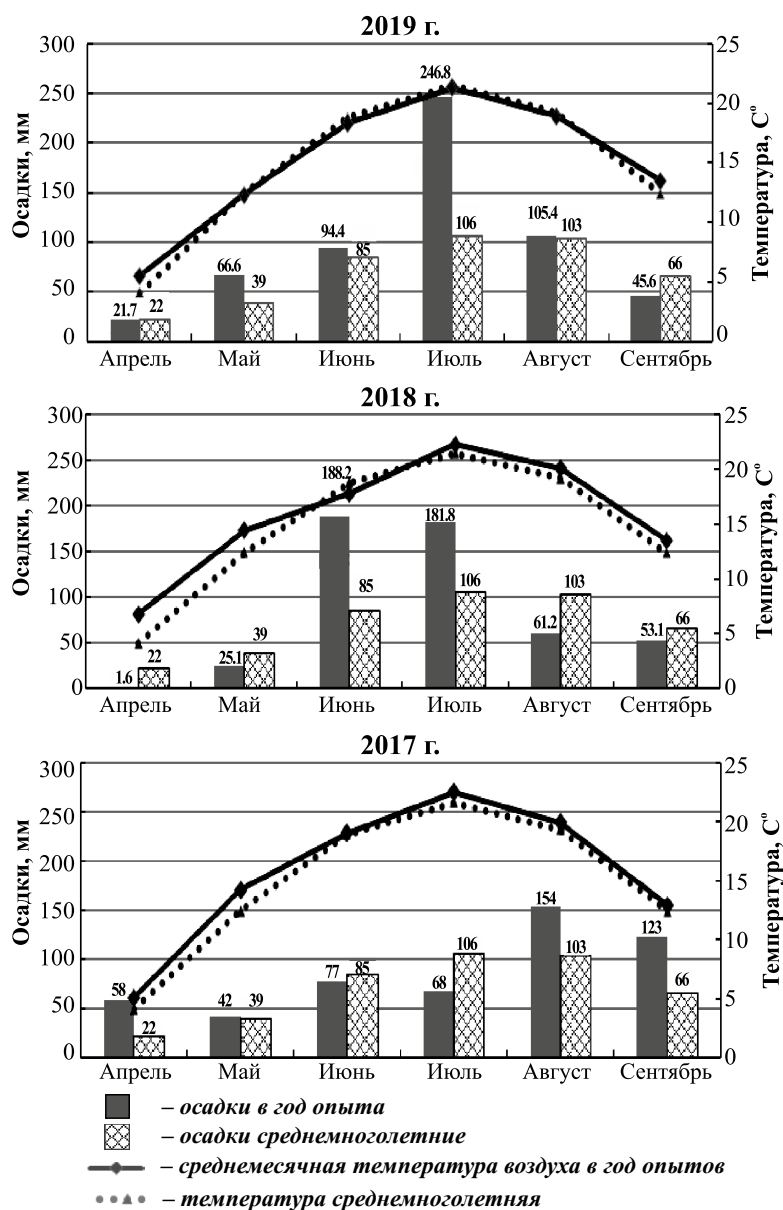 2019 г.
Осадки, мм
Температура, С°
300
250
200
150
100
50
0
25
20
15
10
5
0
21.7
22
66.6
39
94.4
85
246.8
106
105.4
103
45.6
66
Апрель
Май
Июнь
Июль
Август
Сентябрь
2018 г.
Осадки, мм
Температура, С°
300
250
200
150
100
50
0
25
20
15
10
5
0
1.6
22
25.1
39
188.2
85
181.8
106
61.2
103
53.1
66
Апрель
Май
Июнь
Июль
Август
Сентябрь
2017 г.
Осадки, мм
Температура, С°
300
250
200
150
100
50
0
25
20
15
10
5
0
58
22
42
39
77
85
68
106
154
103
123
66
Апрель
Май
Июнь
Июль
Август
Сентябрь
– осадки в год опыта
– осадки среднемноголетние
– среднемесячная температура воздуха в год опытов
– температура среднемноголетняя